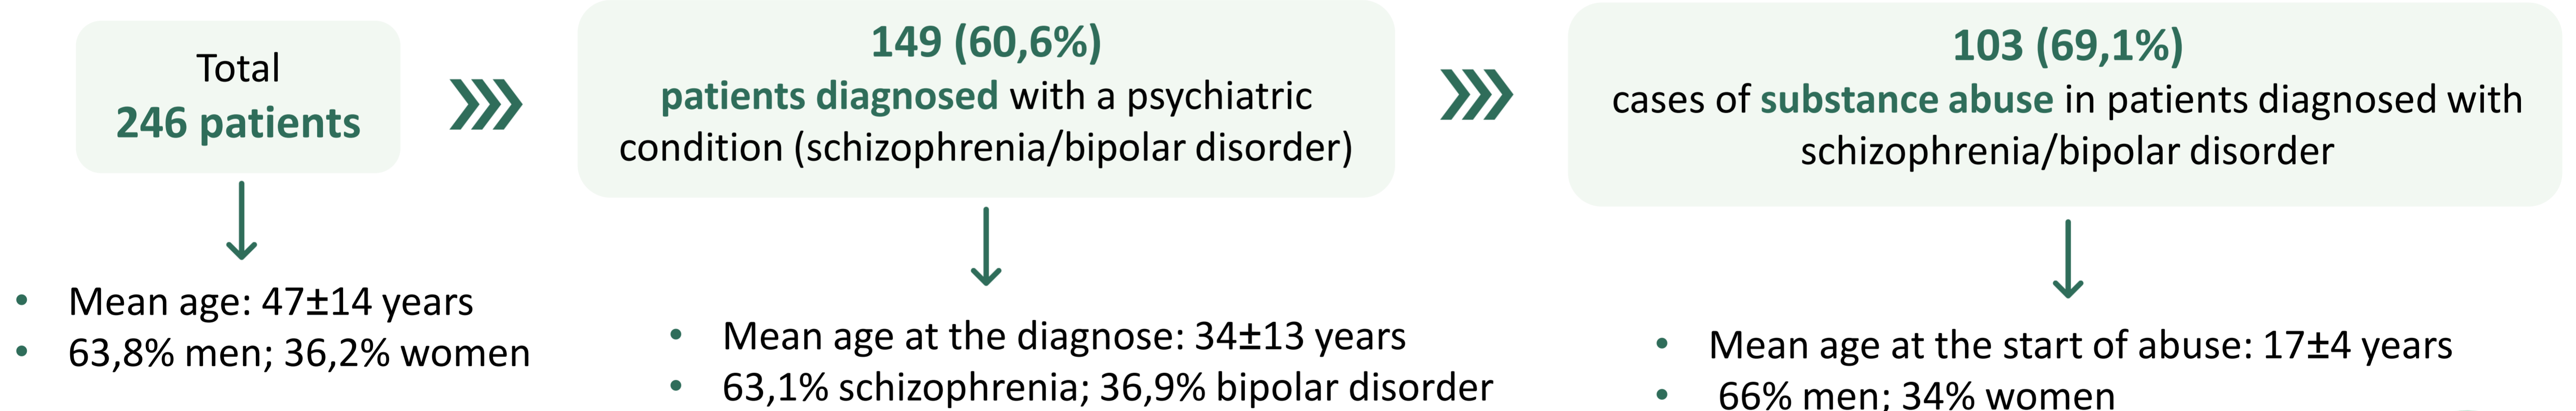 Total
246 patients
• Mean age: 47±14 years
• 63,8% men; 36,2% women
149 (60,6%)
patients diagnosed with a psychiatric
condition (schizophrenia/bipolar disorder)
• Mean age at the diagnose: 34±13 years
• 63,1% schizophrenia; 36,9% bipolar disorder
103 (69,1%)
cases of substance abuse in patients diagnosed with
schizophrenia/bipolar disorder
• Mean age at the start of abuse: 17±4 years
• 66% men; 34% women